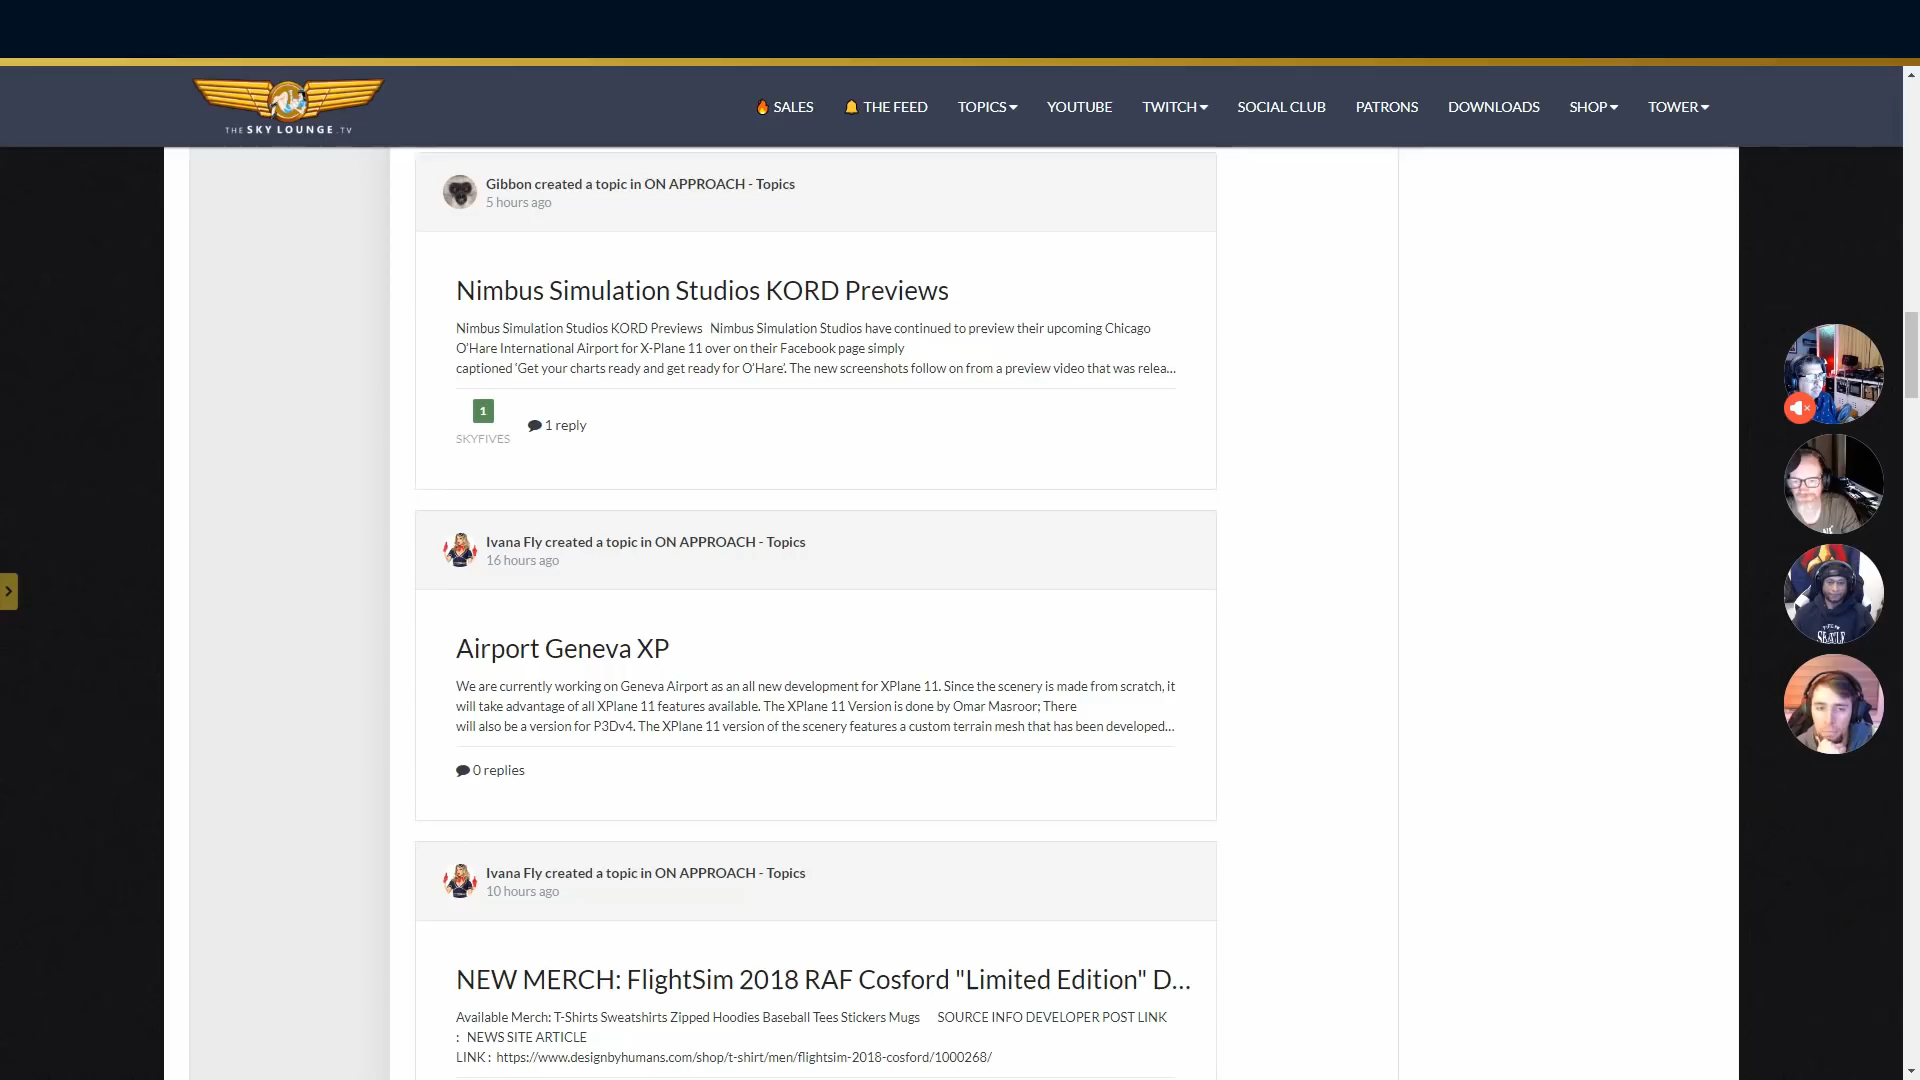 THE SKY LOUNGE .TV
SALES THE FEED TOPICS YOUTUBE TWITCH SOCIAL CLUB PATRONS DOWNLOADS SHOP TOWER
Gibbon created a topic in ON APPROACH - Topics
5 hours ago
Nimbus Simulation Studios KORD Previews
Nimbus Simulation Studios KORD Previews  Nimbus Simulation Studios have continued to preview their upcoming Chicago
O'Hare International Airport for X-Plane 11 over on their Facebook page simply
captioned 'Get your charts ready and get ready for O'Hare'. The new screenshots follow on from a preview video that was relea...
1
SKYFIVES
1 reply
Ivana Fly created a topic in ON APPROACH - Topics
16 hours ago
Airport Geneva XP
We are currently working on Geneva Airport as an all new development for XPlane 11. Since the scenery is made from scratch, it
will take advantage of all XPlane 11 features available. The XPlane 11 Version is done by Omar Masroor; There
will also be a version for P3Dv4. The XPlane 11 version of the scenery features a custom terrain mesh that has been developed...
0 replies
Ivana Fly created a topic in ON APPROACH - Topics
10 hours ago
NEW MERCH: FlightSim 2018 RAF Cosford "Limited Edition" D...
Available Merch: T-Shirts Sweatshirts Zipped Hoodies Baseball Tees Stickers Mugs    SOURCE INFO DEVELOPER POST LINK
:  NEWS SITE ARTICLE
LINK :  https://www.designbyhumans.com/shop/t-shirt/men/flightsim-2018-cosford/1000268/